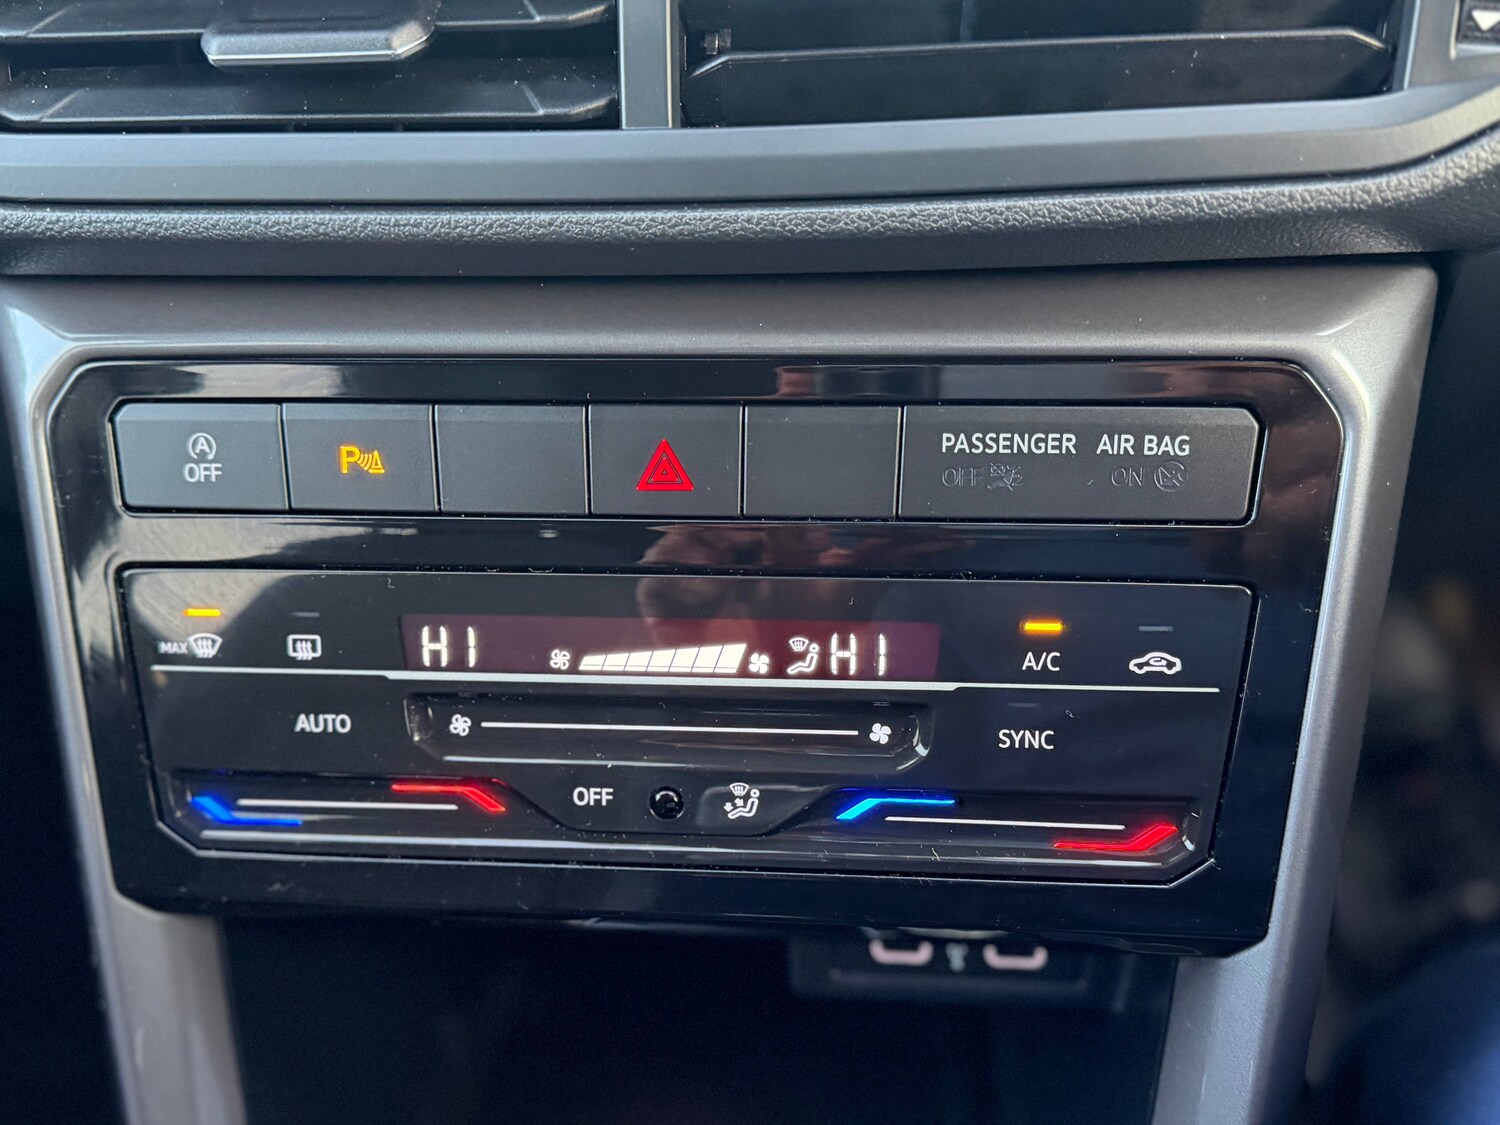 A
OFF
P
PASSENGER AIR BAG
OFF ON
MAX
HI
HI
A/C
AUTO
SYNC
OFF